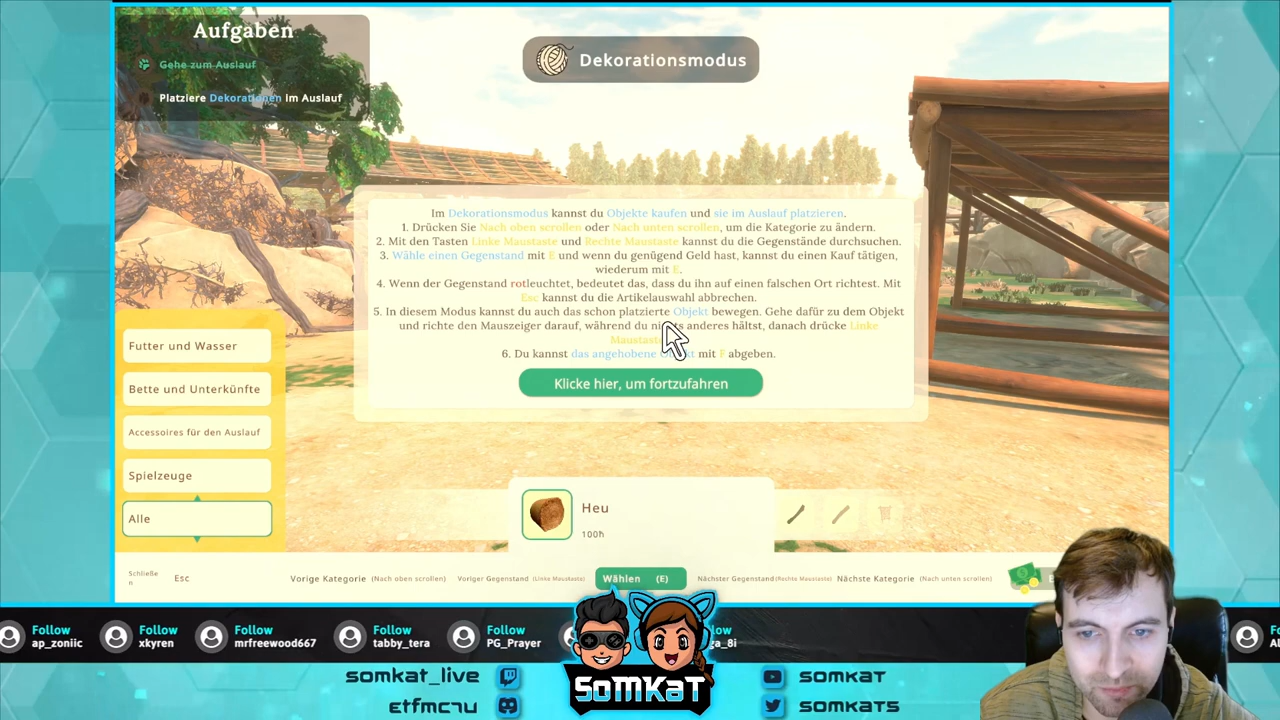 Aufgaben
Gehe zum Auslauf
Platziere Dekorationen im Auslauf
Dekorationsmodus
Im Dekorationsmodus kannst du Objekte kaufen und sie im Auslauf platzieren.
1. Drücken Sie Nach oben scrollen oder Nach unten scrollen, um die Kategorie zu ändern.
2. Mit den Tasten Linke Maustaste und Rechte Maustaste kannst du die Gegenstände durchsuchen.
3. Wähle einen Gegenstand mit E und wenn du genügend Geld hast, kannst du einen Kauf tätigen,
wiederum mit E.
4. Wenn der Gegenstand rotleuchtet, bedeutet das, dass du ihn auf einen falschen Ort richtest. Mit
Esc kannst du die Artikelauswahl abbrechen.
5. In diesem Modus kannst du auch das schon platzierte Objekt bewegen. Gehe dafür zu dem Objekt
und richte den Mauszeiger darauf, während du nichts anderes hältst, danach drücke Linke
Maustaste
6. Du kannst das angehobene Objekt mit F abgeben.
Klicke hier, um fortzufahren
Futter und Wasser
Bette und Unterkünfte
Accessoires für den Auslauf
Spielzeuge
Alle
Heu
100ħ
Schließe
n
Esc
Vorige Kategorie (Nach oben scrollen)
Voriger Gegenstand (Linke Maustaste)
Wählen (E)
Nächster Gegenstand (Rechte Maustaste)
Nächste Kategorie (Nach unten scrollen)
Follow
ap_zoniic
Follow
xkyren
Follow
mrfreewood667
Follow
tabby_tera
Follow
PG_Prayer
somkat_live
etfmc7u
SOMKAT
SOMKAT
SOMKATS